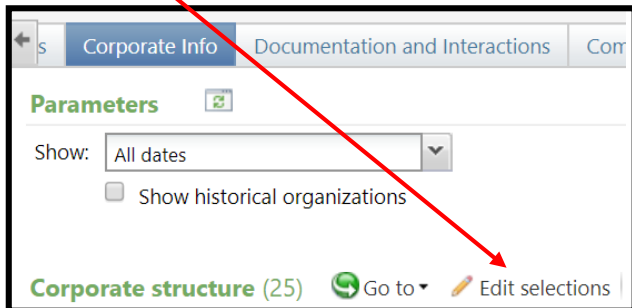 s Corporate Info Documentation and Interactions Com
Parameters
Show: All dates
Show historical organizations
Corporate structure (25) Go to Edit selections